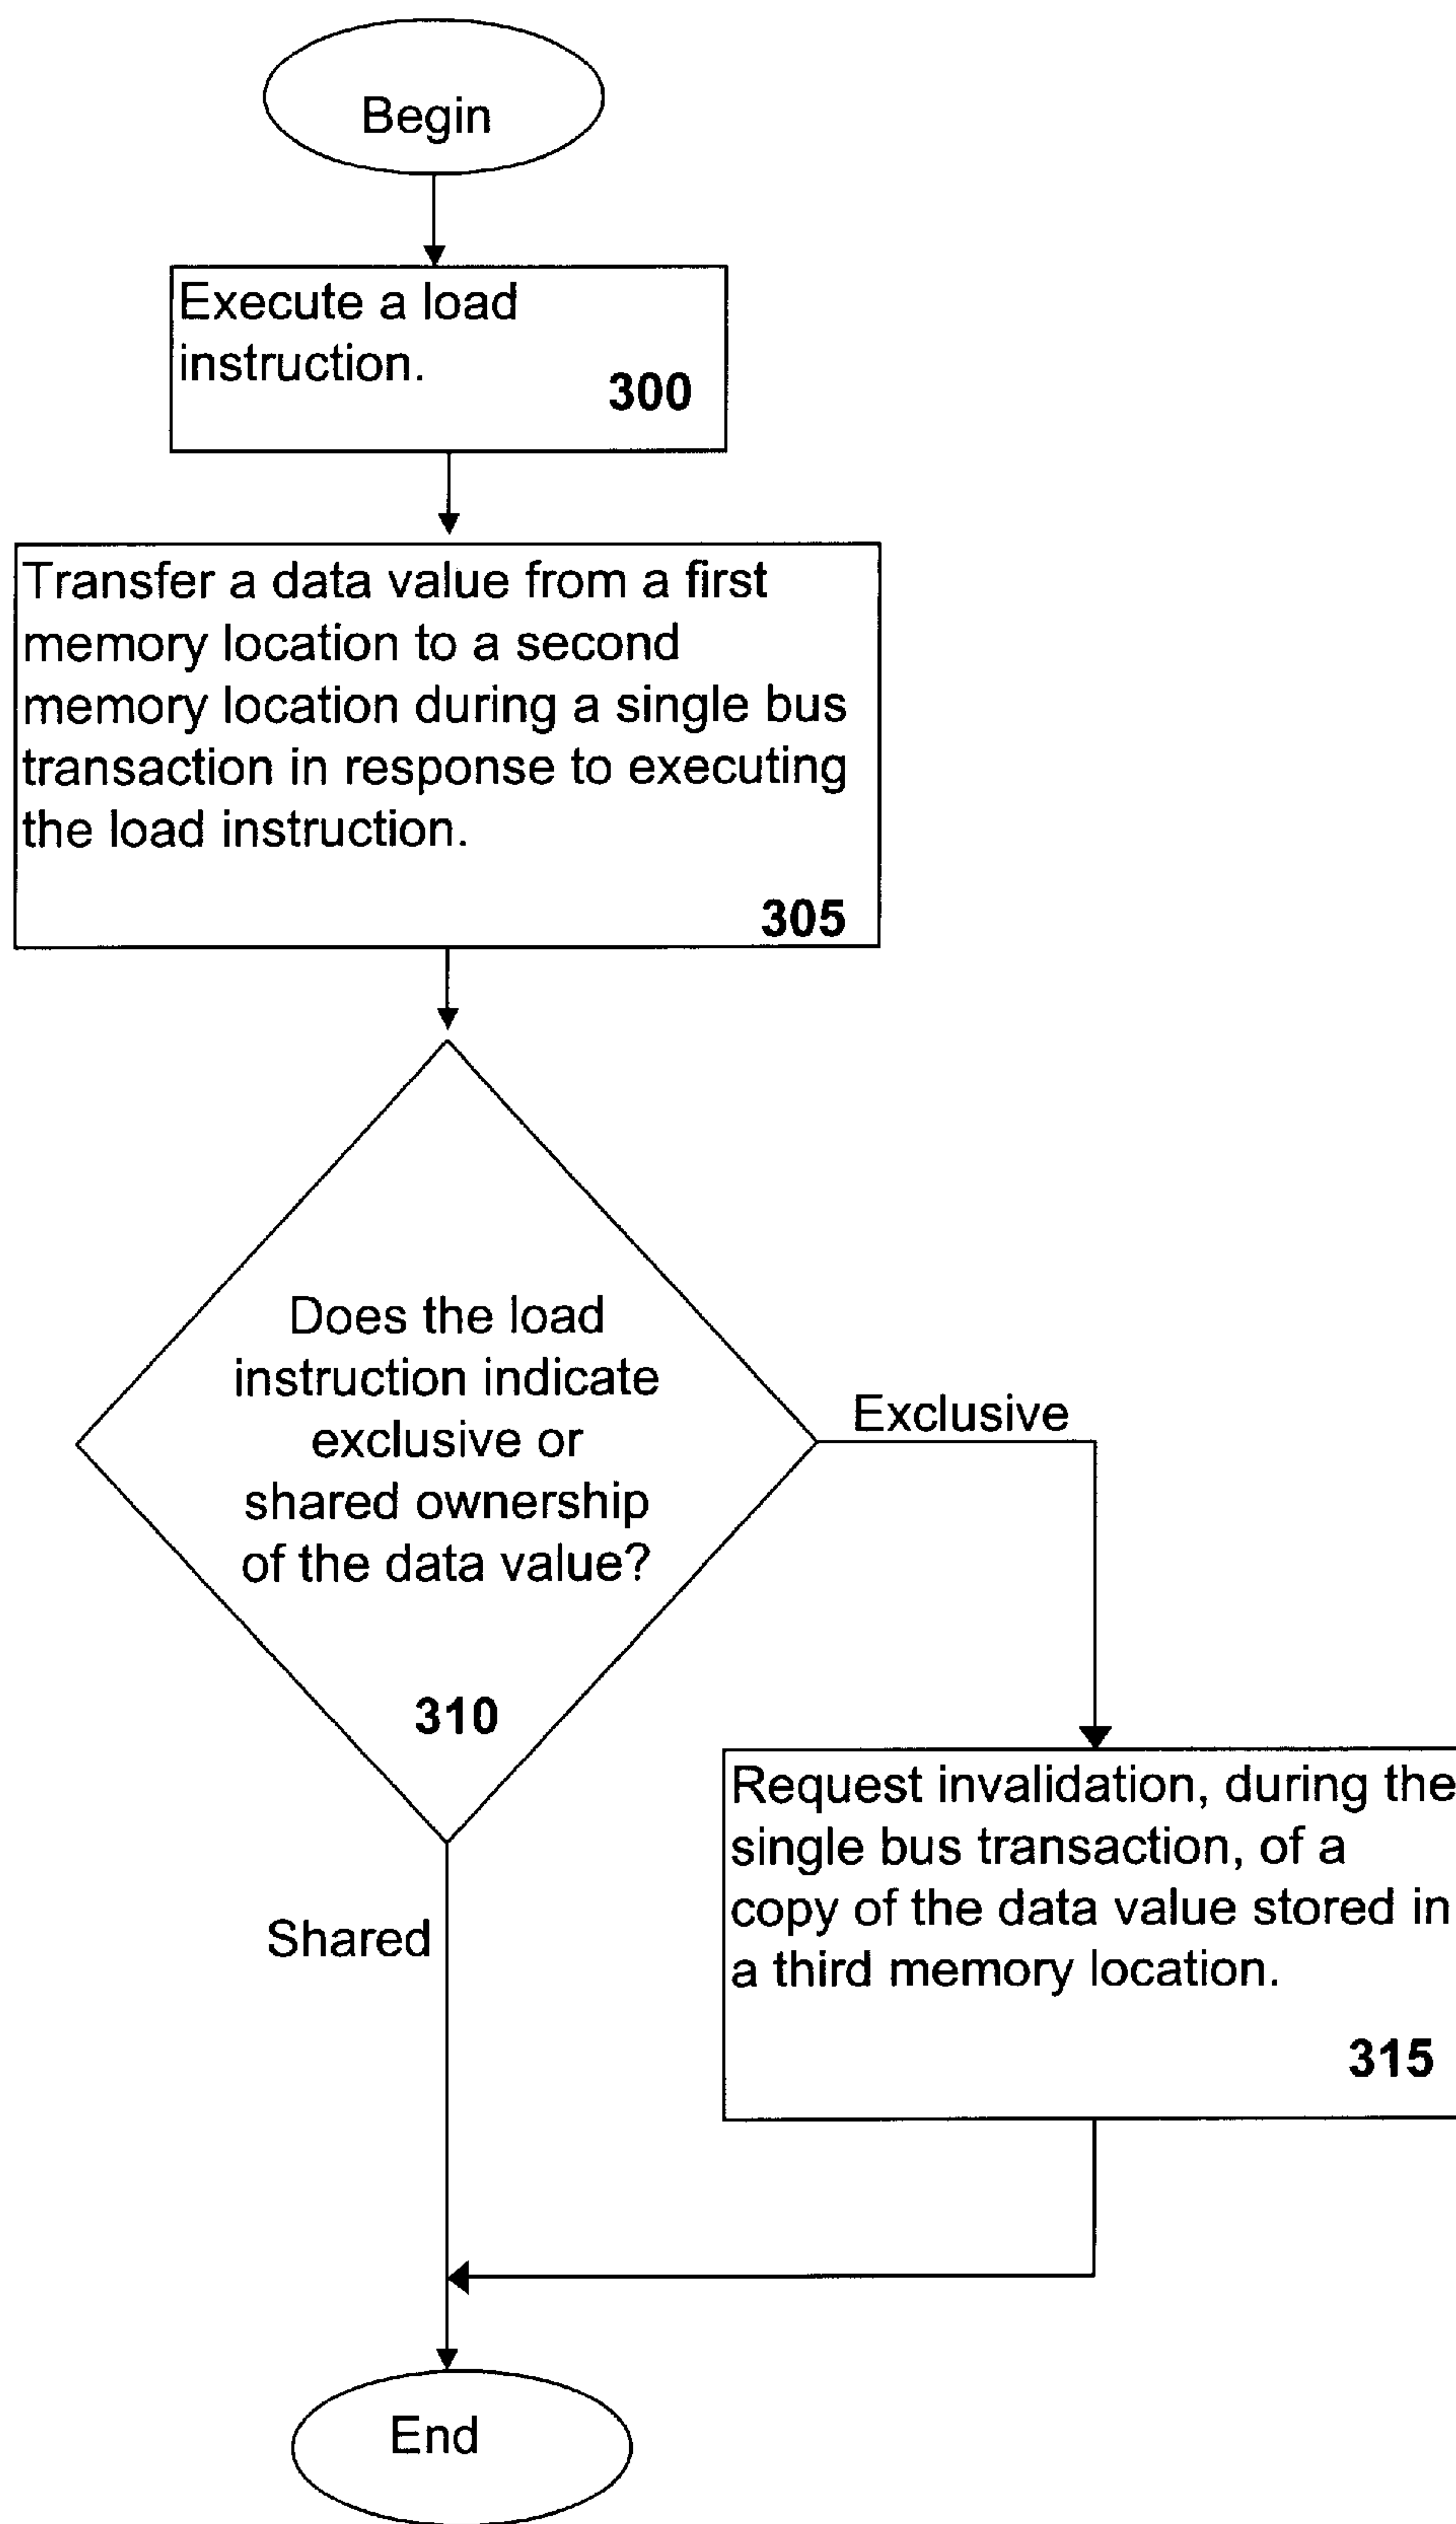 Begin
Execute a load
instruction.
300
Transfer a data value from a first
memory location to a second
memory location during a single bus
transaction in response to executing
the load instruction.
305
Does the load
instruction indicate
exclusive or
shared ownership
of the data value?
310
Exclusive
Request invalidation, during the
single bus transaction, of a
copy of the data value stored in
a third memory location.
315
Shared
End